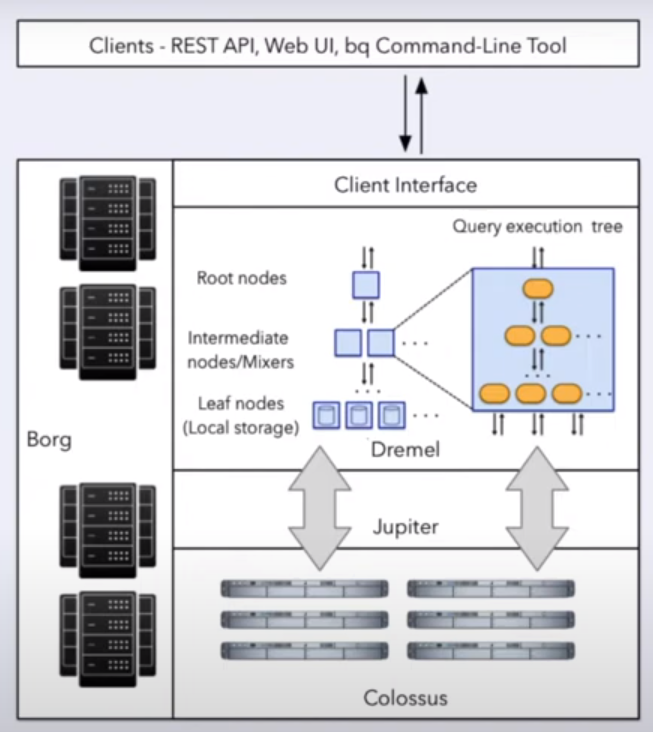 Clients - REST API, Web UI, bq Command-Line Tool
Client Interface
Query execution tree
Root nodes
Intermediate
nodes/Mixers
Leaf nodes
(Local storage)
Borg
Dremel
Jupiter
Colossus